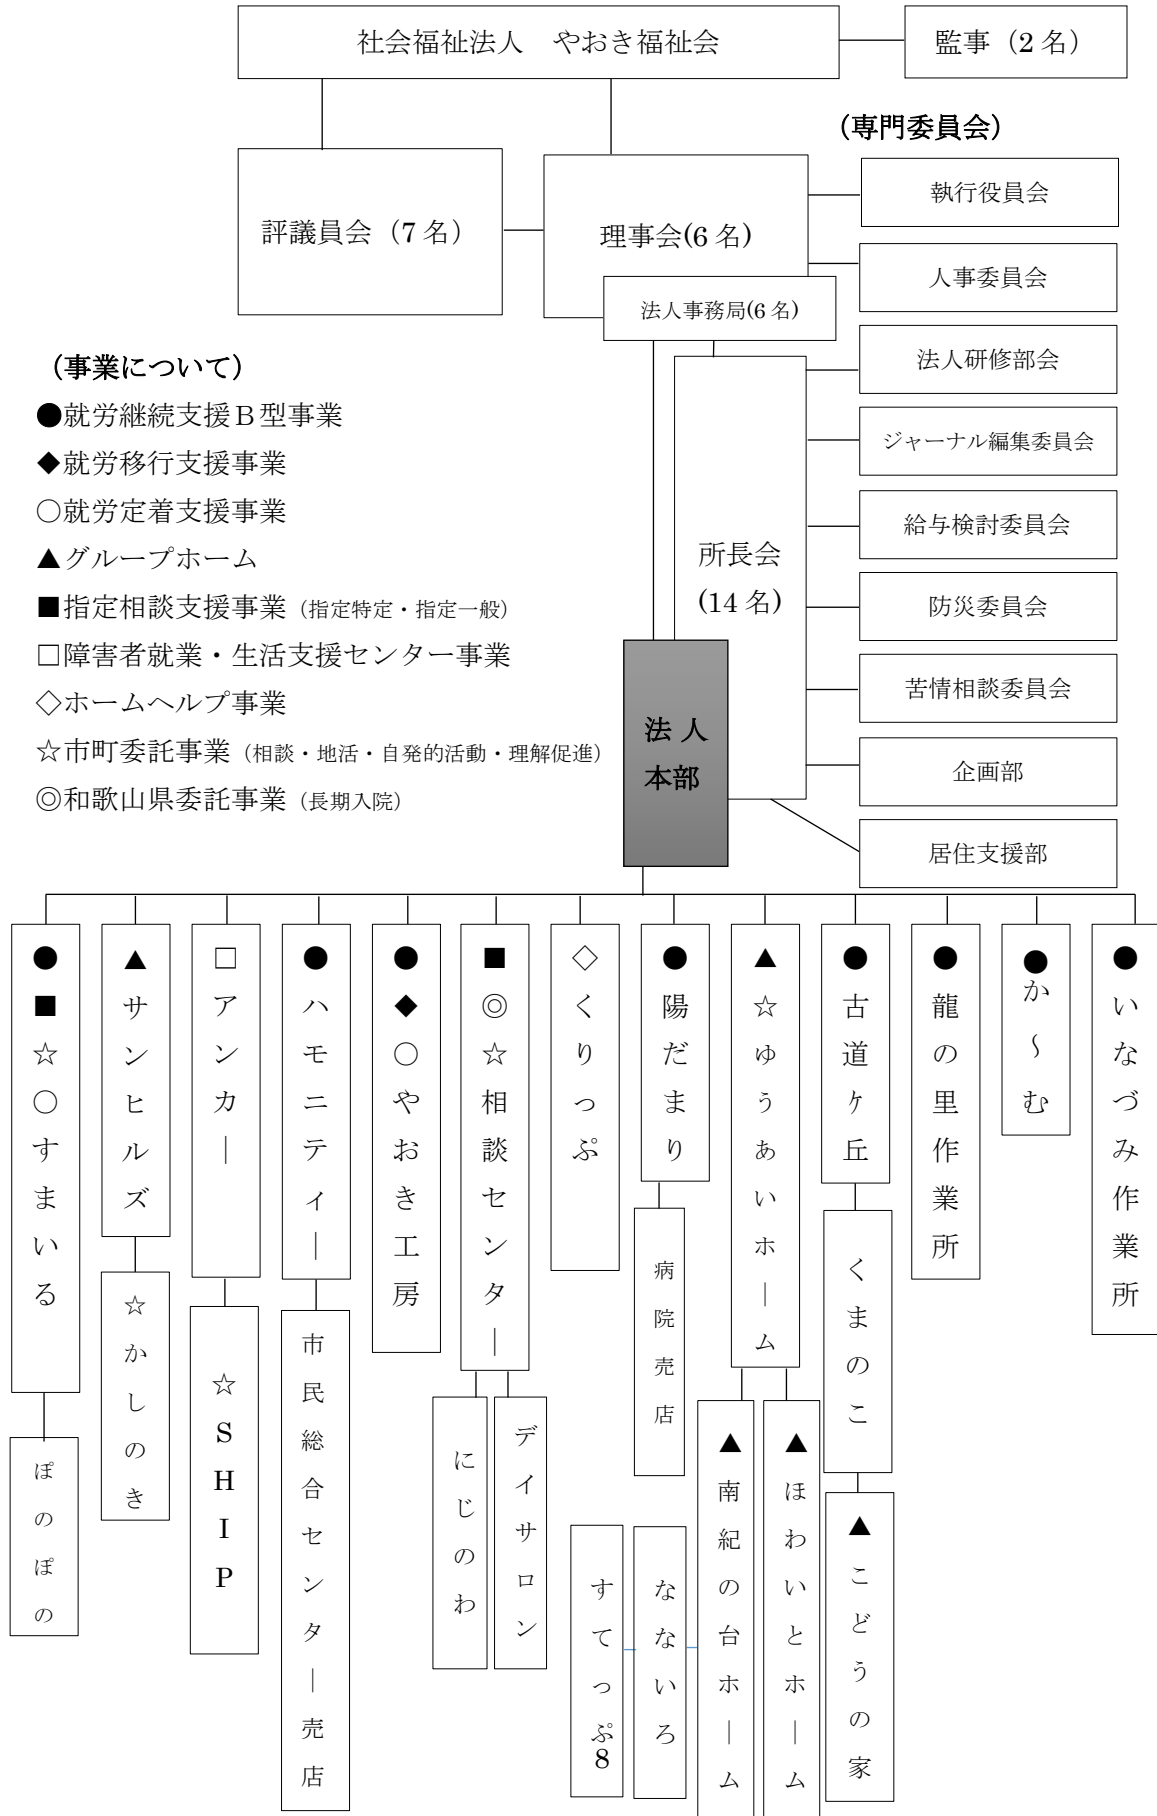 社会福祉法人　やおき福祉会
監事（2 名）
（専門委員会）
評議員会（7 名）
理事会(6 名)
法人事務局(6 名)
執行役員会
人事委員会
法人研修部会
ジャーナル編集委員会
給与検討委員会
防災委員会
苦情相談委員会
企画部
居住支援部
所長会
(14 名)
法 人
本部
（事業について）
●就労継続支援Ｂ型事業
◆就労移行支援事業
○就労定着支援事業
▲グループホーム
■指定相談支援事業（指定特定・指定一般）
□障害者就業・生活支援センター事業
◇ホームヘルプ事業
☆市町委託事業（相談・地活・自発的活動・理解促進）
◎和歌山県委託事業（長期入院）
●■☆○すまいる
▲サンヒルズ
□アンカー
●ハモニティー
●◆○やおき工房
■◎☆相談センター
◇くりっぷ
●陽だまり
▲☆ゆうあいホーム
●古道ヶ丘
●龍の里作業所
●か～む
●いなづみ作業所
ぽのぽの
☆かしのき
☆SHIP
市民総合センター売店
にじのわ
デイサロン
病院売店
すてっぷ8
なないろ
▲南紀の台ホーム
▲ほわいとホーム
くまのこ
▲こどうの家